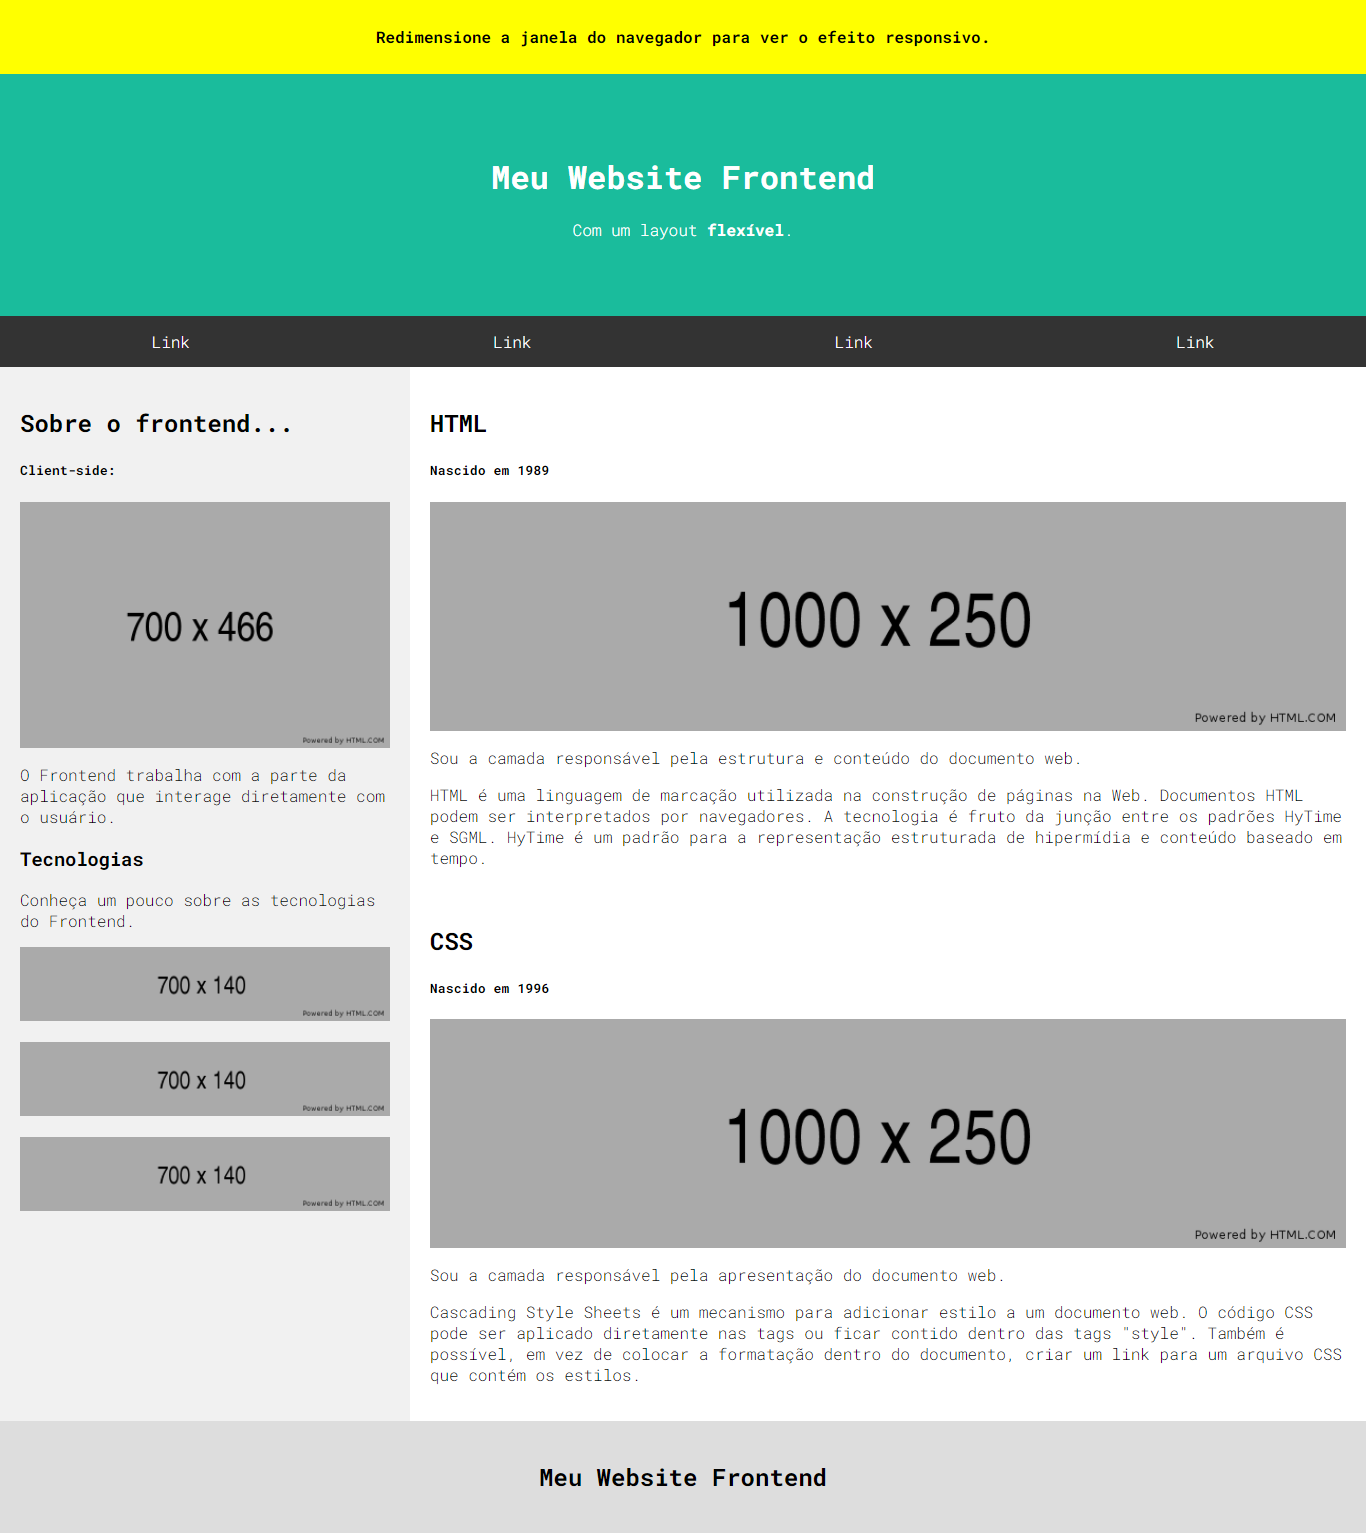 Redimensione a janela do navegador para ver o efeito responsivo.
Meu Website Frontend
Com um layout flexível.
Link
Link
Link
Link
Sobre o frontend...
Client-side:
700 x 466
Powered by HTML.COM
O Frontend trabalha com a parte da
aplicação que interage diretamente com
o usuário.
Tecnologias
Conheça um pouco sobre as tecnologias
do Frontend.
700 x 140
Powered by HTML.COM
700 x 140
Powered by HTML.COM
700 x 140
Powered by HTML.COM
HTML
Nascido em 1989
1000 x 250
Powered by HTML.COM
Sou a camada responsável pela estrutura e conteúdo do documento web.
HTML é uma linguagem de marcação utilizada na construção de páginas na Web. Documentos HTML
podem ser interpretados por navegadores. A tecnologia é fruto da junção entre os padrões HyTime
e SGML. HyTime é um padrão para a representação estruturada de hipermídia e conteúdo baseado em
tempo.
CSS
Nascido em 1996
1000 x 250
Powered by HTML.COM
Sou a camada responsável pela apresentação do documento web.
Cascading Style Sheets é um mecanismo para adicionar estilo a um documento web. O código CSS
pode ser aplicado diretamente nas tags ou ficar contido dentro das tags "style". Também é
possível, em vez de colocar a formatação dentro do documento, criar um link para um arquivo CSS
que contém os estilos.
Meu Website Frontend